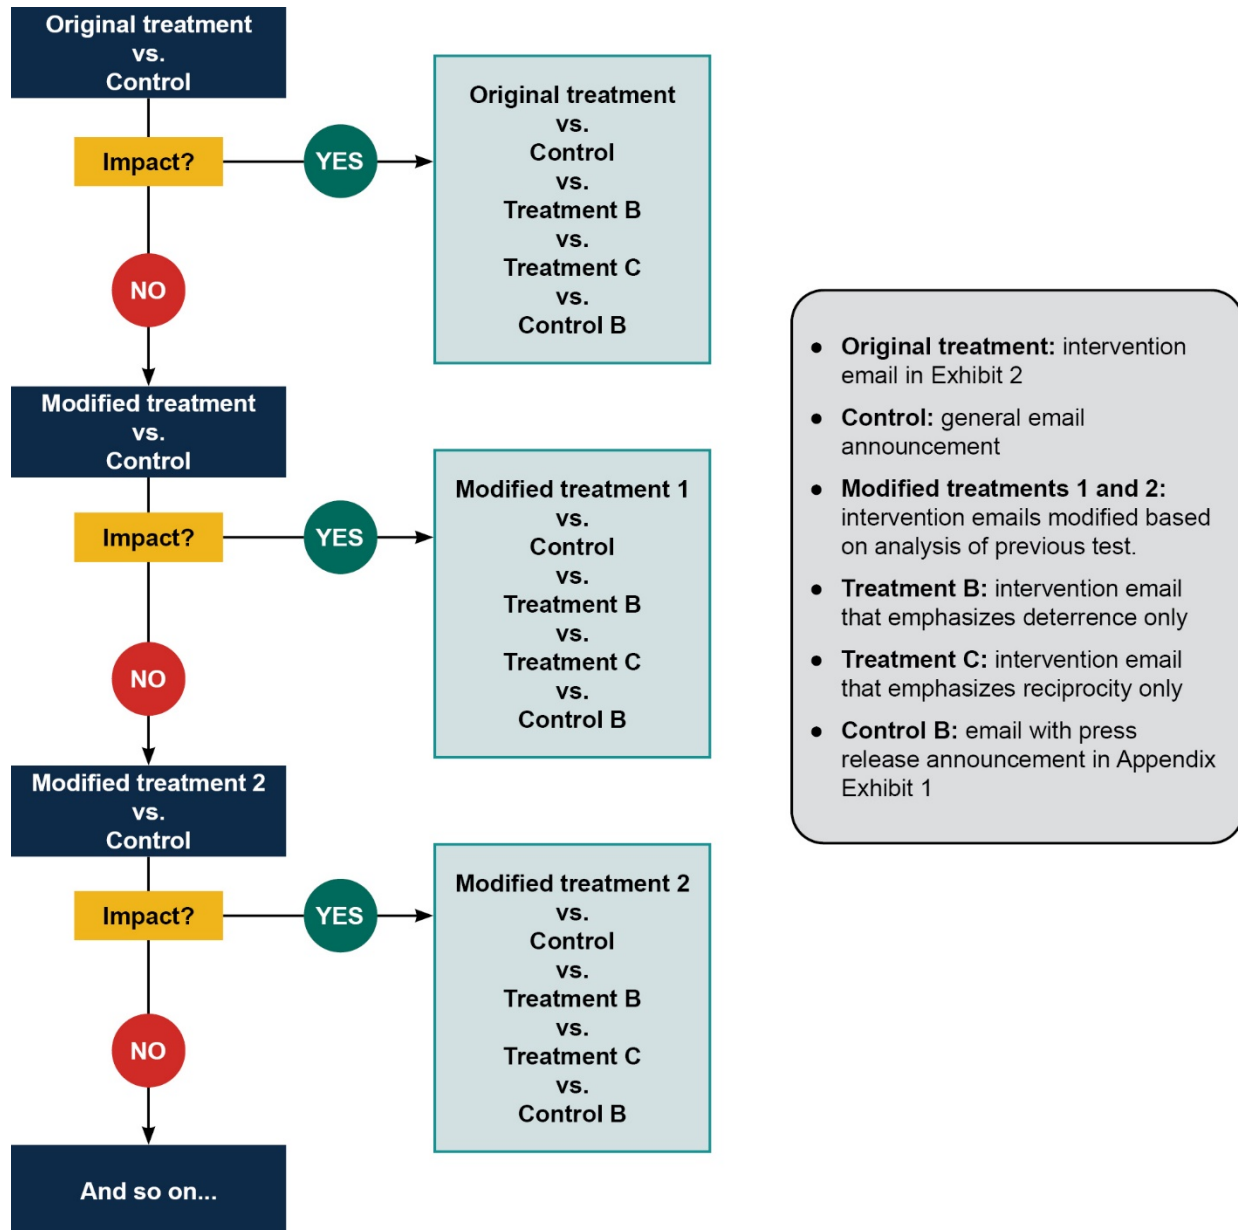 Original treatment
vs.
Control
Impact?
YES
Original treatment
vs.
Control
vs.
Treatment B
vs.
Treatment C
vs.
Control B
NO
Modified treatment
vs.
Control
Impact?
YES
Modified treatment 1
vs.
Control
vs.
Treatment B
vs.
Treatment C
vs.
Control B
NO
Modified treatment 2
vs.
Control
Impact?
YES
Modified treatment 2
vs.
Control
vs.
Treatment B
vs.
Treatment C
vs.
Control B
NO
And so on...
● Original treatment: intervention
email in Exhibit 2
● Control: general email
announcement
● Modified treatments 1 and 2:
intervention emails modified based
on analysis of previous test.
● Treatment B: intervention email
that emphasizes deterrence only
● Treatment C: intervention email
that emphasizes reciprocity only
● Control B: email with press
release announcement in Appendix
Exhibit 1